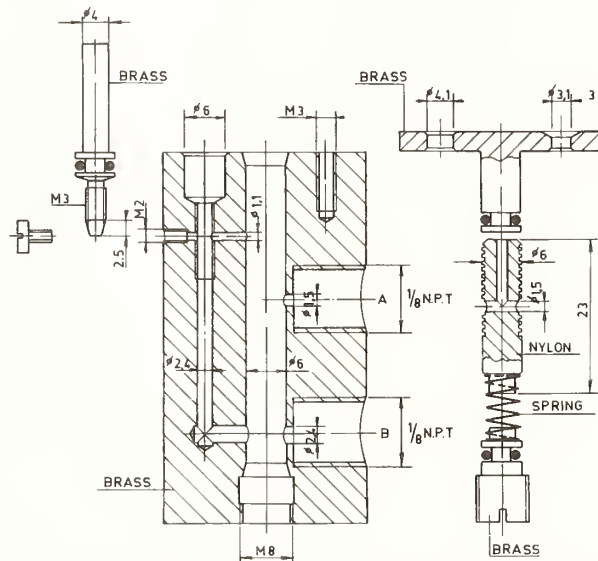 ø4
BRASS
M3
2,5
ø6
M3
M2
ø1,1
ø1,5
A
1/8 N.P.T
ø2,4
ø6
ø2,4
B
1/8 N.P.T
BRASS
M8
BRASS
ø4,1
ø3,1
3
ø6
ø1,5
23
NYLON
SPRING
BRASS